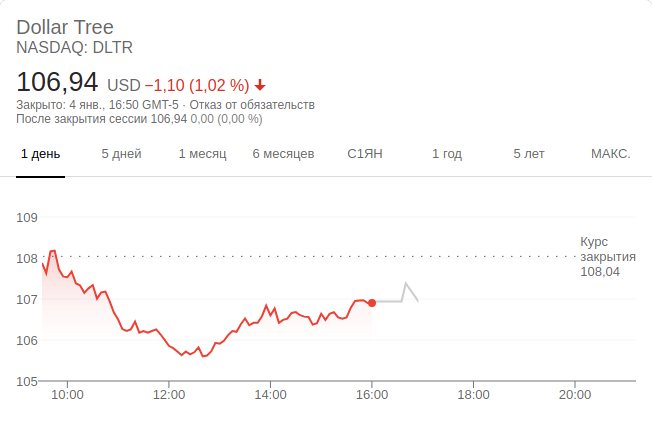 Dollar Tree
NASDAQ: DLTR
106,94 USD −1,10 (1,02 %)
Закрыто: 4 янв., 16:50 GMT-5 · Отказ от обязательств
После закрытия сессии 106,94 0,00 (0,00 %)
1 день 5 дней 1 месяц 6 месяцев С1ЯН 1 год 5 лет МАКС.
109
108
107
106
105
Курс
закрытия
108,04
10:00 12:00 14:00 16:00 18:00 20:00